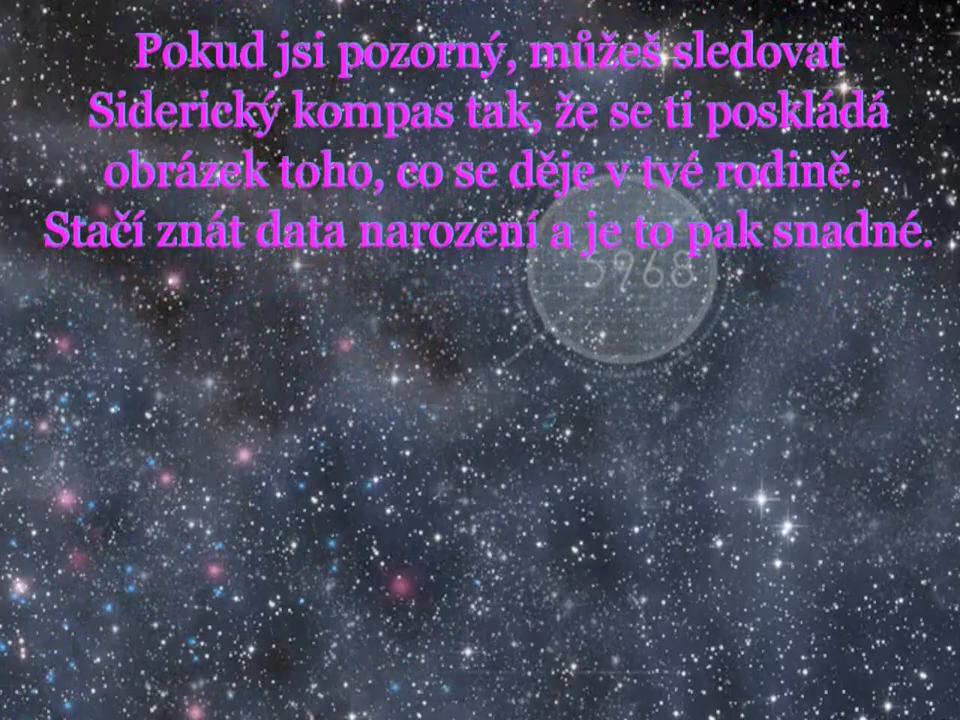 Pokud jsi pozorný, můžeš sledovat
Siderický kompas tak, že se ti poskládá
obrázek toho, co se děje v tvé rodině.
Stačí znát data narození a je to pak snadné.
5968